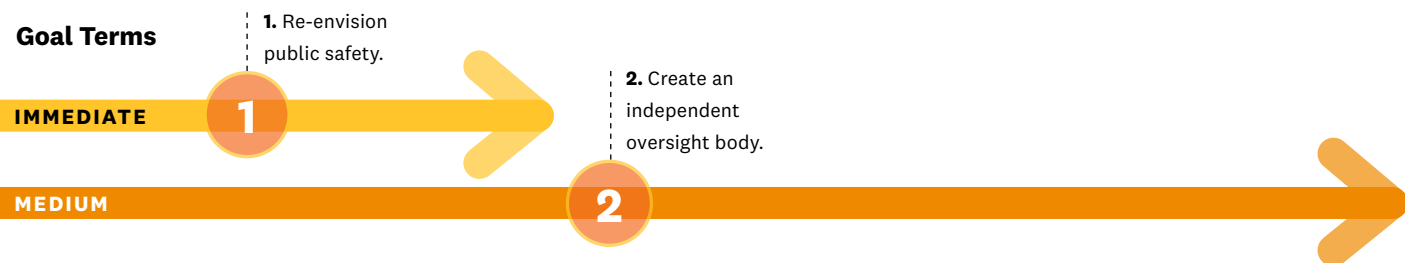 Goal Terms
1. Re-envision
public safety.
IMMEDIATE
1
2. Create an
independent
oversight body.
MEDIUM
2